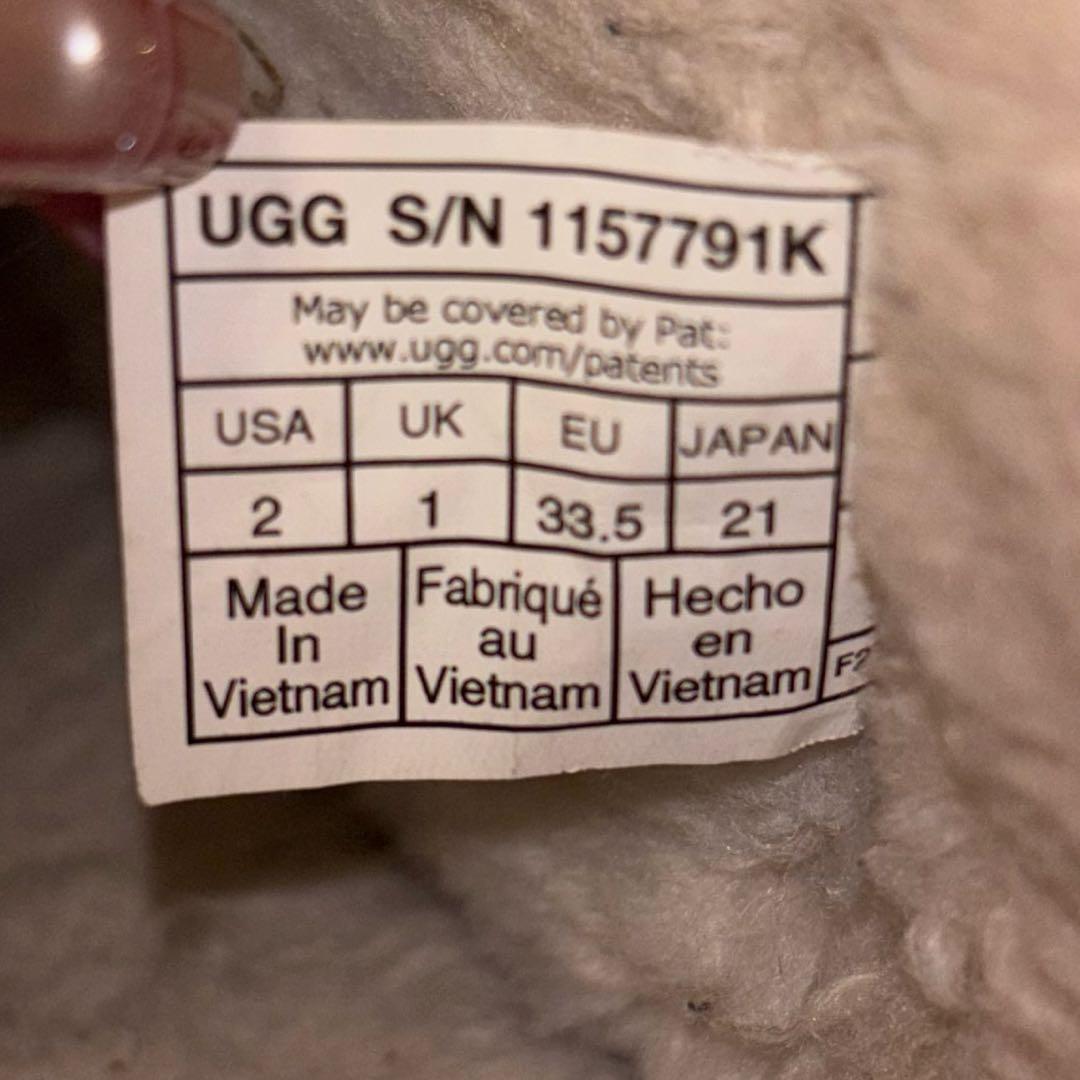 UGG S/N 1157791K
May be covered by Pat:
www.ugg.com/patents
USA UK EU JAPAN
2 1 33.5 21
Made In Vietnam
Fabriqué au Vietnam
Hecho en Vietnam